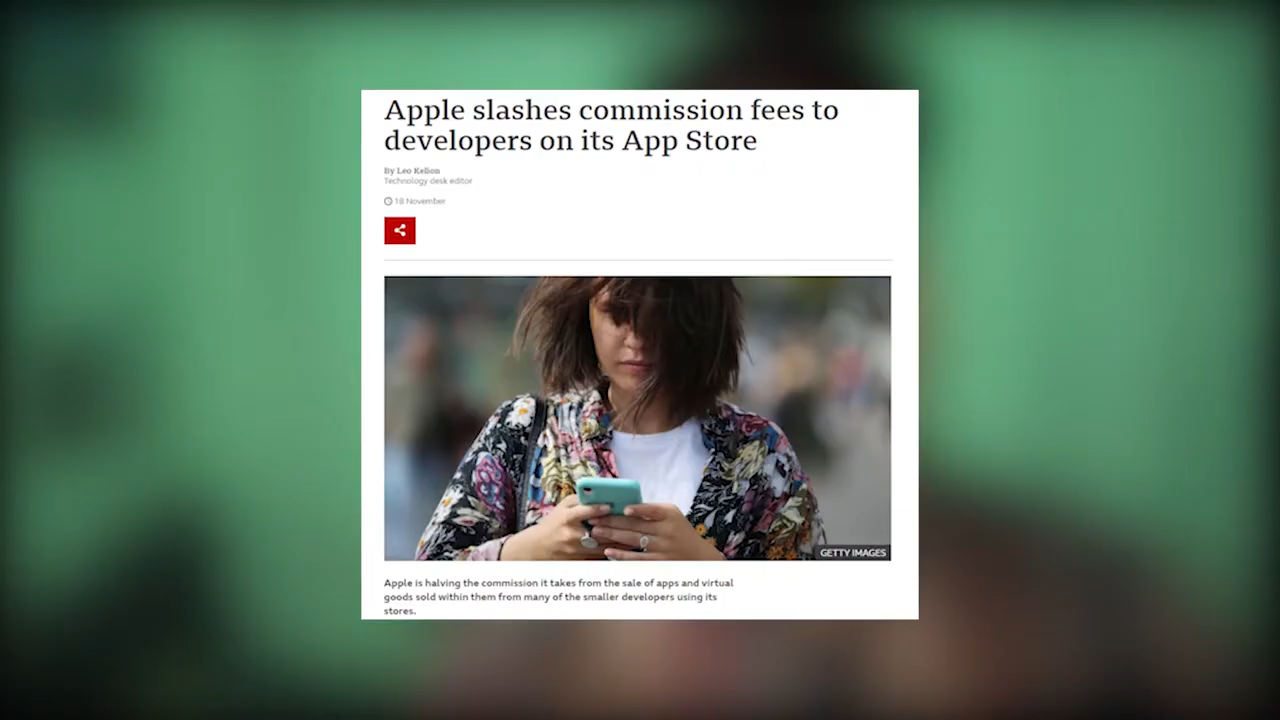 Apple slashes commission fees to
developers on its App Store
By Leo Kelion
Technology desk editor
18 November
GETTY IMAGES
Apple is halving the commission it takes from the sale of apps and virtual
goods sold within them from many of the smaller developers using its
stores.